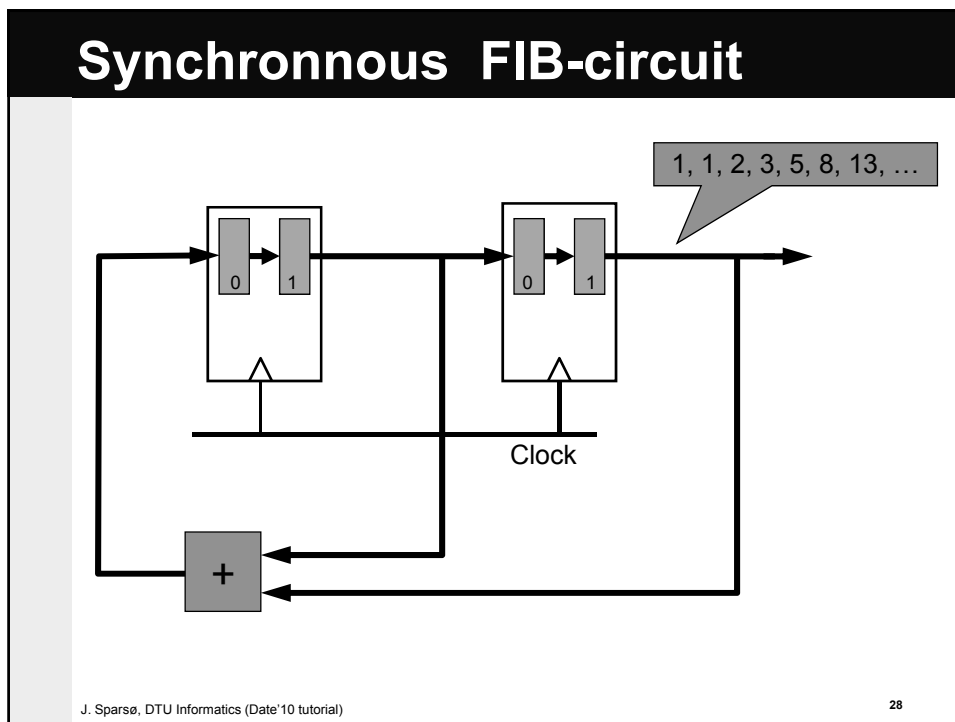 Synchronnous FIB-circuit
1, 1, 2, 3, 5, 8, 13, …
0 1 0 1
Clock
+
J. Sparsø, DTU Informatics (Date'10 tutorial) 28